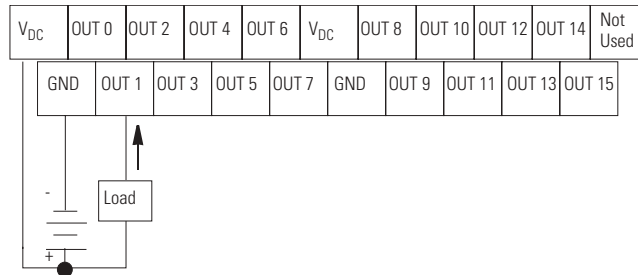 VDC OUT 0 OUT 2 OUT 4 OUT 6 VDC OUT 8 OUT 10 OUT 12 OUT 14 Not Used
GND OUT 1 OUT 3 OUT 5 OUT 7 GND OUT 9 OUT 11 OUT 13 OUT 15
-
Load
+